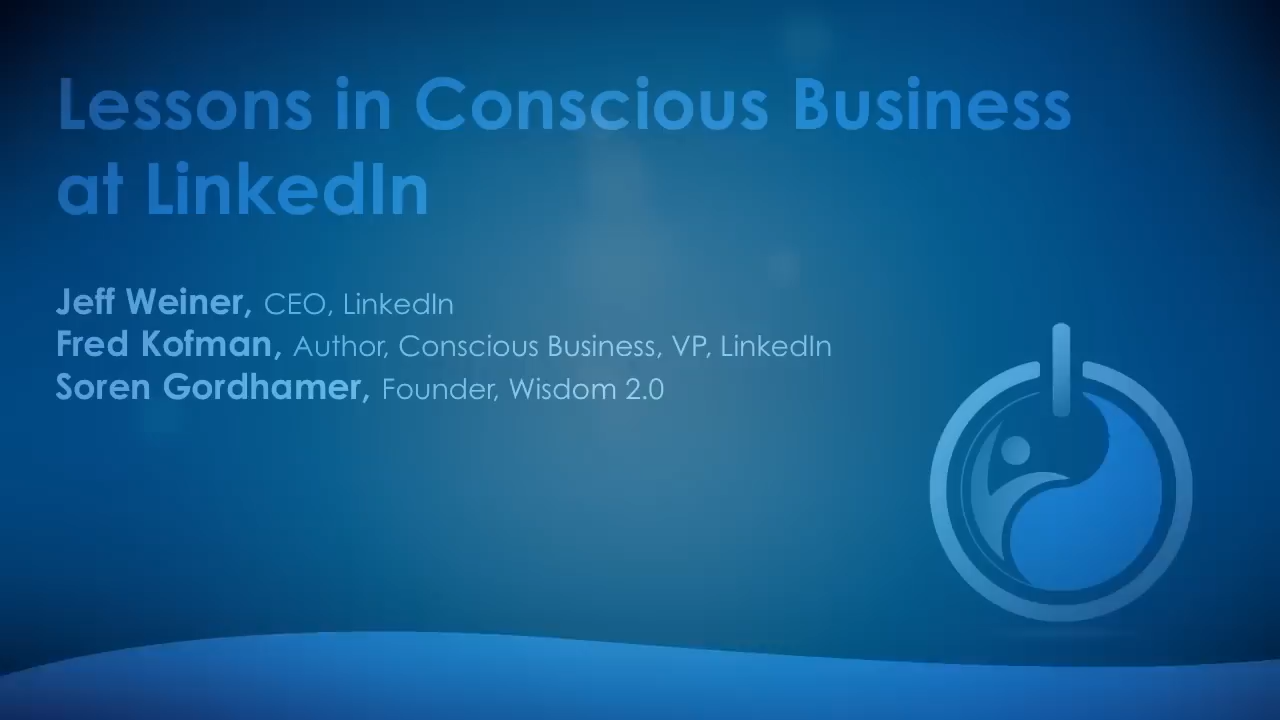 Lessons in Conscious Business
at LinkedIn
Jeff Weiner, CEO, LinkedIn
Fred Kofman, Author, Conscious Business, VP, LinkedIn
Soren Gordhamer, Founder, Wisdom 2.0